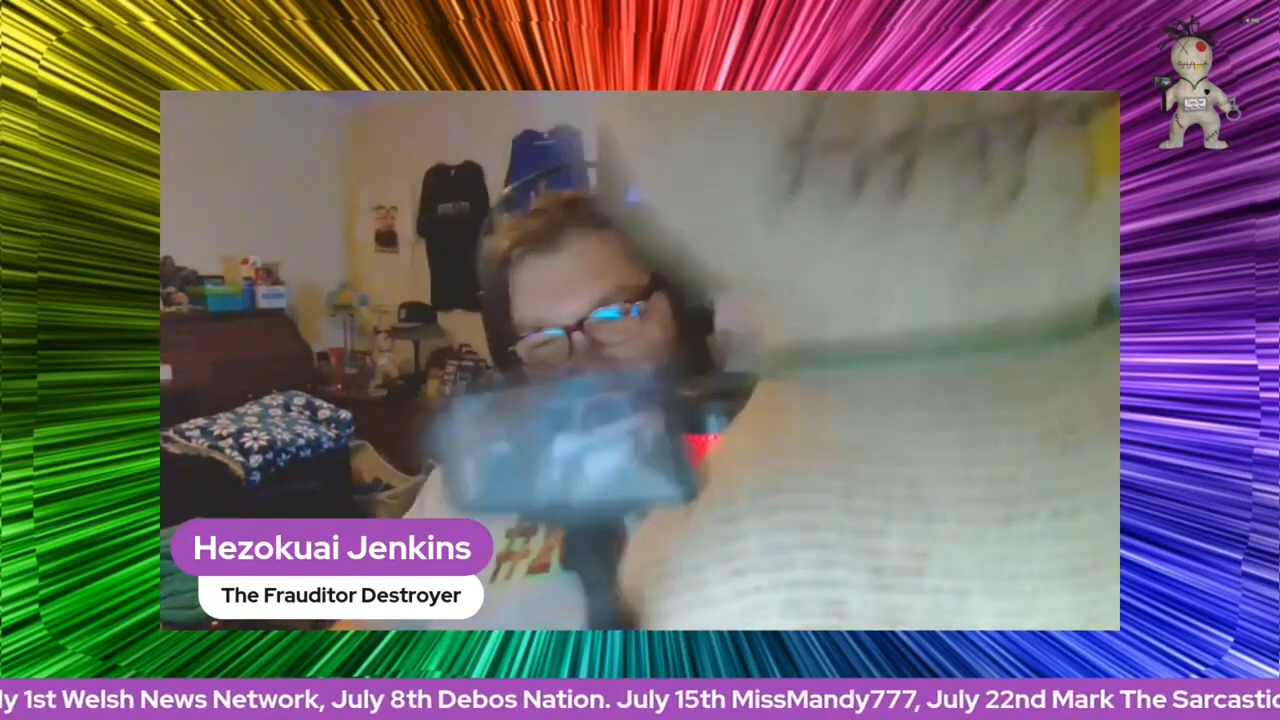 Hezokuai Jenkins
The Frauditor Destroyer
ly 1st Welsh News Network, July 8th Debos Nation. July 15th MissMandy777, July 22nd Mark The Sarcastic